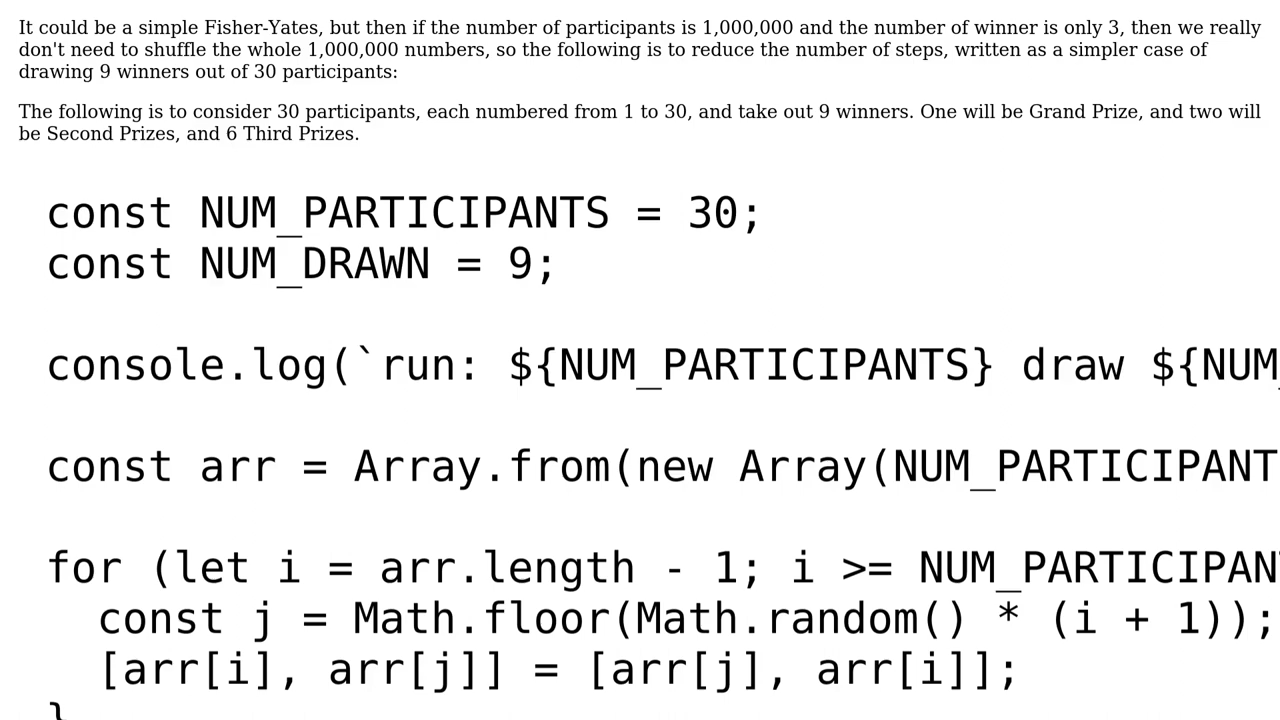 It could be a simple Fisher-Yates, but then if the number of participants is 1,000,000 and the number of winner is only 3, then we really
don't need to shuffle the whole 1,000,000 numbers, so the following is to reduce the number of steps, written as a simpler case of
drawing 9 winners out of 30 participants:
The following is to consider 30 participants, each numbered from 1 to 30, and take out 9 winners. One will be Grand Prize, and two will
be Second Prizes, and 6 Third Prizes.
const NUM_PARTICIPANTS = 30;
const NUM_DRAWN = 9;
console.log(`run: ${NUM_PARTICIPANTS} draw ${NUM_
const arr = Array.from(new Array(NUM_PARTICIPANT
for (let i = arr.length - 1; i >= NUM_PARTICIPAN
  const j = Math.floor(Math.random() * (i + 1));
  [arr[i], arr[j]] = [arr[j], arr[i]];
}